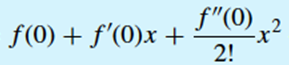 f(0) + f′(0)x + f″(0)/2! x²